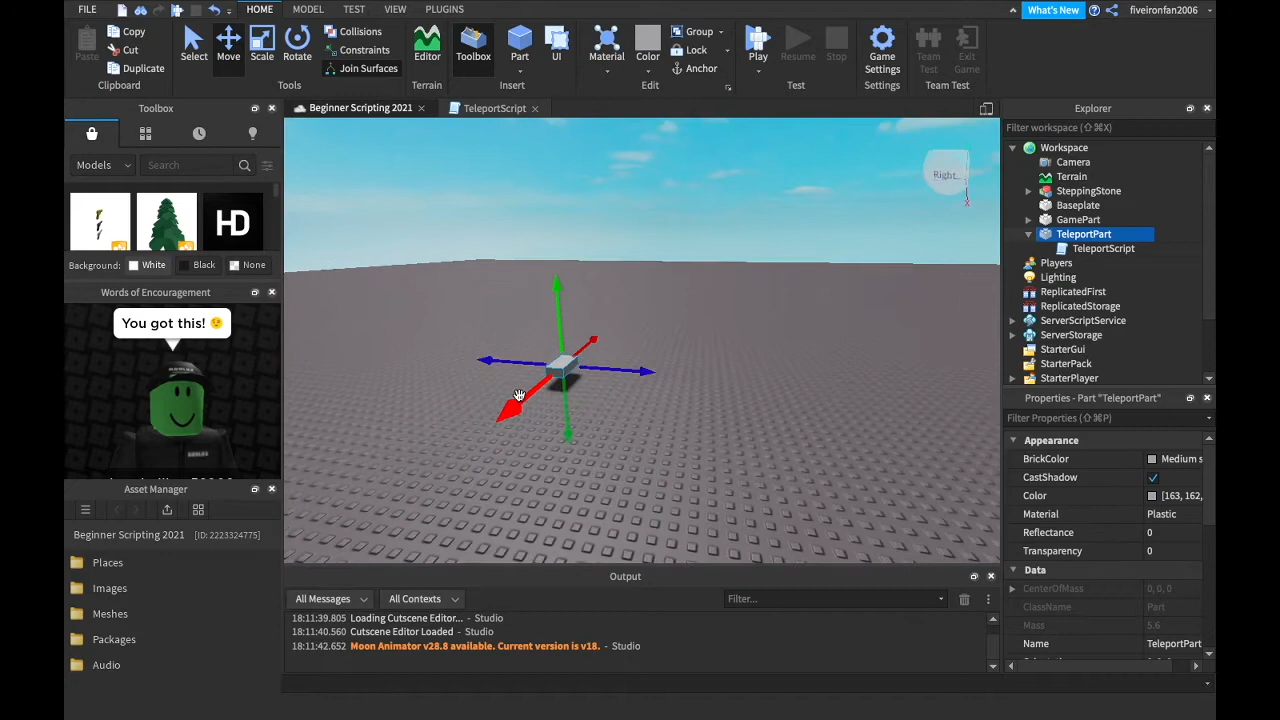 FILE HOME MODEL TEST VIEW PLUGINS What's New fiveironfan2006
Paste Copy Cut Duplicate Select Move Scale Rotate Collisions Constraints Join Surfaces Editor Toolbox Part UI Material Color Group Lock Anchor Play Resume Stop Game Settings Team Test Exit Game
Clipboard Tools Terrain Insert Edit Test Settings Team Test
Toolbox Beginner Scripting 2021 TeleportScript Explorer
Filter workspace (⇧⌘X)
Models Search
HD
Background: White Black None
Words of Encouragement
You got this! 😉
ROBLOX
Asset Manager
Beginner Scripting 2021 [ID: 2223324775]
Places
Images
Meshes
Packages
Audio
Right
X
Output
All Messages All Contexts Filter...
18:11:39.805 Loading Cutscene Editor... - Studio
18:11:40.560 Cutscene Editor Loaded - Studio
18:11:42.652 Moon Animator v28.8 available. Current version is v18. - Studio
Workspace
Camera
Terrain
SteppingStone
Baseplate
GamePart
TeleportPart
TeleportScript
Players
Lighting
ReplicatedFirst
ReplicatedStorage
ServerScriptService
ServerStorage
StarterGui
StarterPack
StarterPlayer
Properties - Part "TeleportPart"
Filter Properties (⇧⌘P)
Appearance
BrickColor Medium s
CastShadow
Color [163, 162,
Material Plastic
Reflectance 0
Transparency 0
Data
CenterOfMass 0, 0, 0
ClassName Part
Mass 5.6
Name TeleportPart